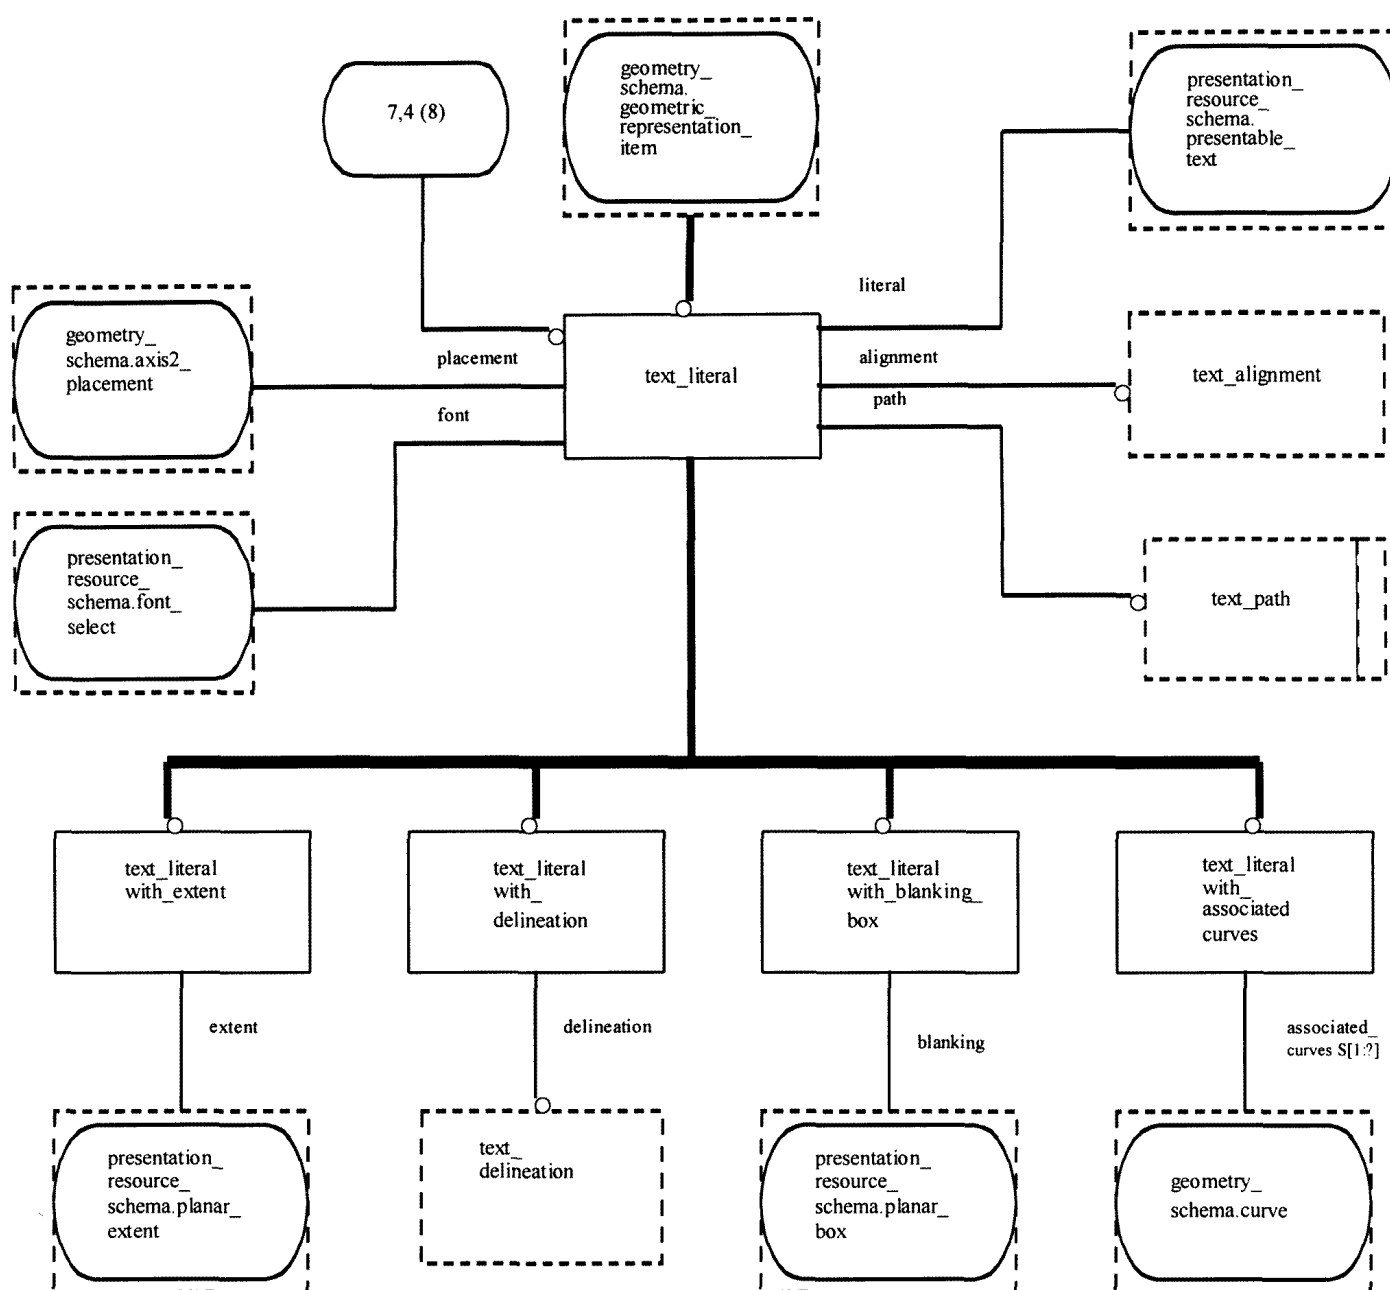 7,4 (8)
geometry_
schema.
geometric_
representation_
item
presentation_
resource_
schema.
presentable_
text
literal
geometry_
schema.axis2_
placement
placement
text_literal
alignment
text_alignment
font
path
presentation_
resource_
schema.font_
select
text_path
text_literal
with_extent
text_literal
with_
delineation
text_literal
with_blanking_
box
text_literal
with_
associated
curves
extent
delineation
blanking
associated_
curves S[1:?]
presentation_
resource_
schema.planar_
extent
text_
delineation
presentation_
resource_
schema.planar_
box
geometry_
schema.curve